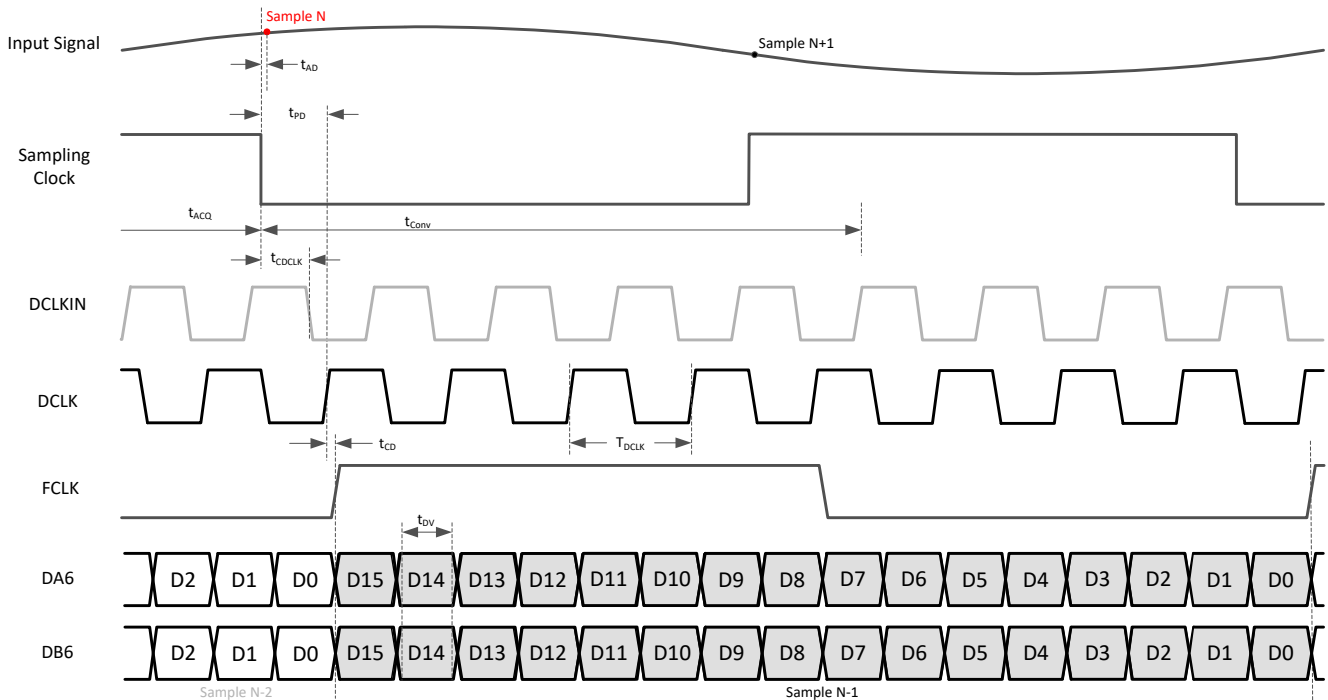 Sample N
Input Signal
Sample N+1
tAD
tPD
Sampling
Clock
tACQ
tConv
tCDCLK
DCLKIN
DCLK
tCD
TDCLK
FCLK
tDV
DA6
D2 D1 D0 D15 D14 D13 D12 D11 D10 D9 D8 D7 D6 D5 D4 D3 D2 D1 D0
DB6
D2 D1 D0 D15 D14 D13 D12 D11 D10 D9 D8 D7 D6 D5 D4 D3 D2 D1 D0
Sample N-2
Sample N-1